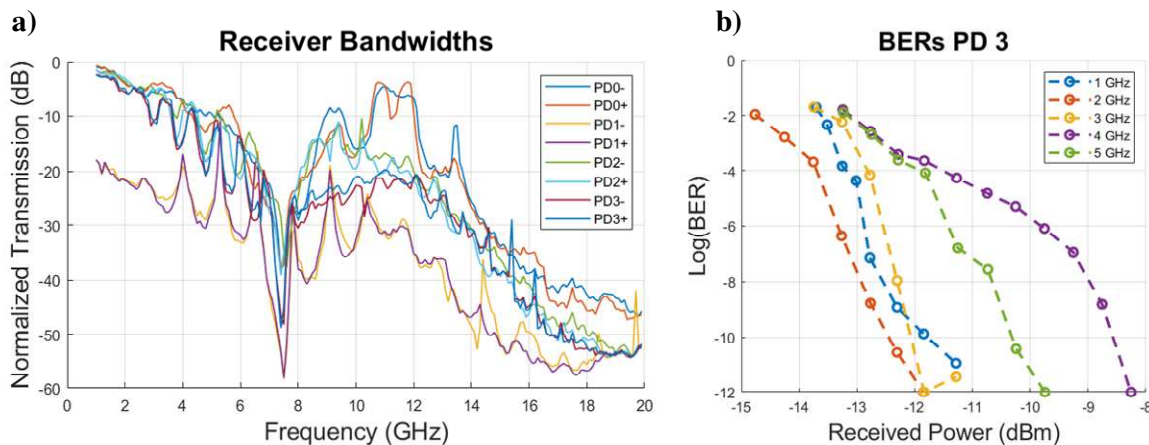 a)
Receiver Bandwidths
Normalized Transmission (dB)
0
-10
-20
-30
-40
-50
-60
0 2 4 6 8 10 12 14 16 18 20
Frequency (GHz)
PD0-
PD0+
PD1-
PD1+
PD2-
PD2+
PD3-
PD3+
b)
BERs PD 3
Log(BER)
0
-2
-4
-6
-8
-10
-12
-15 -14 -13 -12 -11 -10 -9 -8
Received Power (dBm)
1 GHz
2 GHz
3 GHz
4 GHz
5 GHz